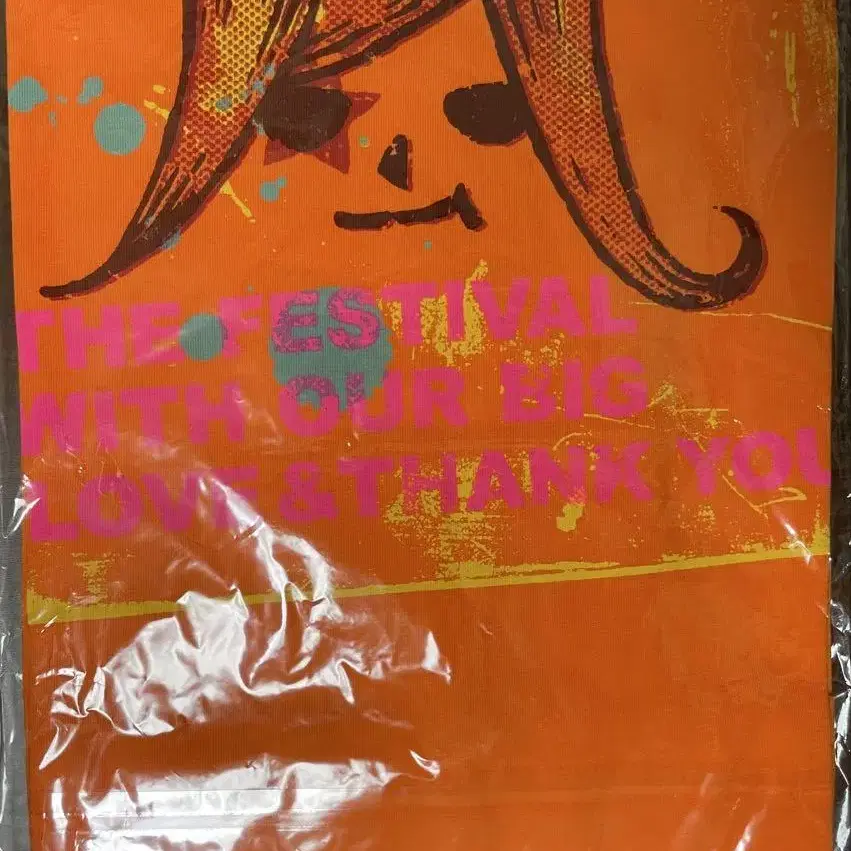 THE FESTIVAL
WITH OUR BIG
LOVE & THANK YOU